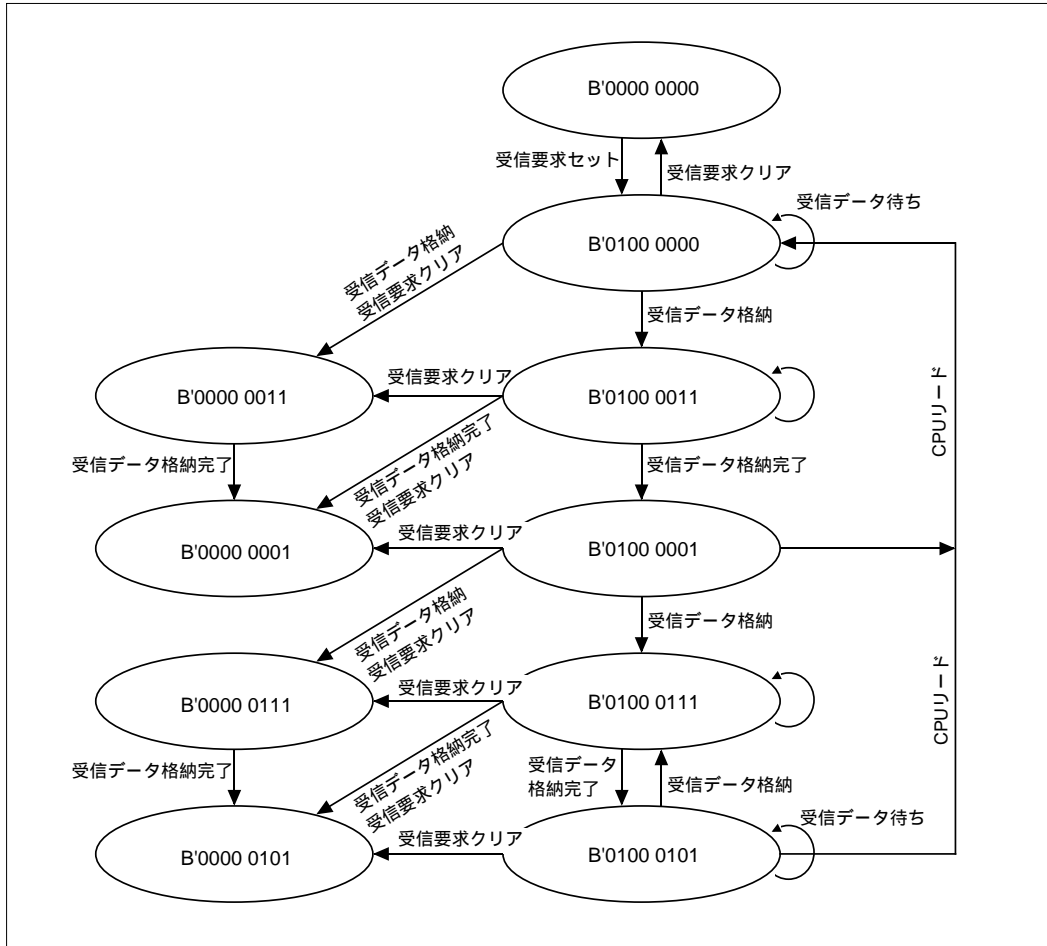 B'0000 0000
受信要求セット
受信要求クリア
受信データ待ち
B'0100 0000
受信データ格納
受信要求クリア
受信データ格納
B'0000 0011
受信要求クリア
B'0100 0011
CPUリード
受信データ格納完了
受信データ格納完了
受信要求クリア
受信データ格納完了
B'0000 0001
受信要求クリア
B'0100 0001
受信データ格納
受信要求クリア
受信データ格納
B'0000 0111
受信要求クリア
B'0100 0111
CPUリード
受信データ格納完了
受信データ格納完了
受信要求クリア
受信データ
格納完了
受信データ格納
受信データ待ち
B'0000 0101
受信要求クリア
B'0100 0101